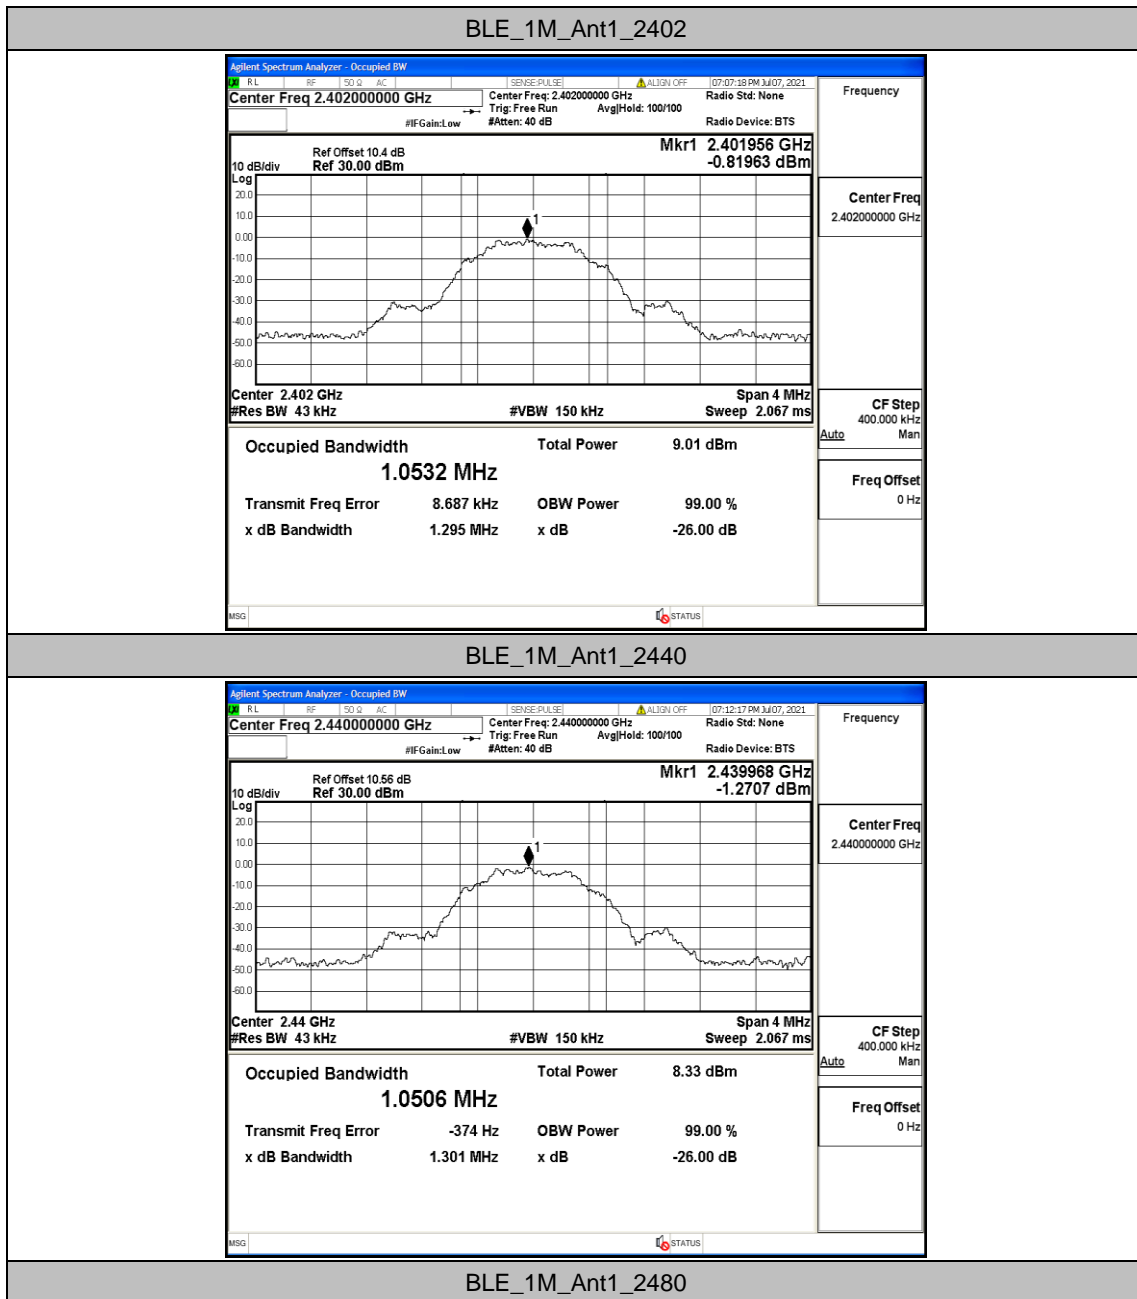 BLE_1M_Ant1_2402
Agilent Spectrum Analyzer - Occupied BW
RL RF 50 Ω AC SENSE:PULSE ALIGN OFF 07:07:18 PM Jul 07, 2021
Center Freq 2.402000000 GHz
Center Freq: 2.402000000 GHz Radio Std: None
Trig: Free Run Avg|Hold: 100/100
#IFGain:Low #Atten: 40 dB Radio Device: BTS
Frequency
Mkr1 2.401956 GHz
-0.81963 dBm
Ref Offset 10.4 dB
10 dB/div Ref 30.00 dBm
Log
20.0
10.0
0.00
-10.0
-20.0
-30.0
-40.0
-50.0
-60.0
1
Center Freq
2.402000000 GHz
Center 2.402 GHz Span 4 MHz
#Res BW 43 kHz #VBW 150 kHz Sweep 2.067 ms
CF Step
400.000 kHz
Auto Man
Occupied Bandwidth Total Power 9.01 dBm
1.0532 MHz
Transmit Freq Error 8.687 kHz OBW Power 99.00 %
x dB Bandwidth 1.295 MHz x dB -26.00 dB
Freq Offset
0 Hz
MSG STATUS
BLE_1M_Ant1_2440
Agilent Spectrum Analyzer - Occupied BW
RL RF 50 Ω AC SENSE:PULSE ALIGN OFF 07:12:17 PM Jul 07, 2021
Center Freq 2.440000000 GHz
Center Freq: 2.440000000 GHz Radio Std: None
Trig: Free Run Avg|Hold: 100/100
#IFGain:Low #Atten: 40 dB Radio Device: BTS
Frequency
Mkr1 2.439968 GHz
-1.2707 dBm
Ref Offset 10.56 dB
10 dB/div Ref 30.00 dBm
Log
20.0
10.0
0.00
-10.0
-20.0
-30.0
-40.0
-50.0
-60.0
1
Center Freq
2.440000000 GHz
Center 2.44 GHz Span 4 MHz
#Res BW 43 kHz #VBW 150 kHz Sweep 2.067 ms
CF Step
400.000 kHz
Auto Man
Occupied Bandwidth Total Power 8.33 dBm
1.0506 MHz
Transmit Freq Error -374 Hz OBW Power 99.00 %
x dB Bandwidth 1.301 MHz x dB -26.00 dB
Freq Offset
0 Hz
MSG STATUS
BLE_1M_Ant1_2480